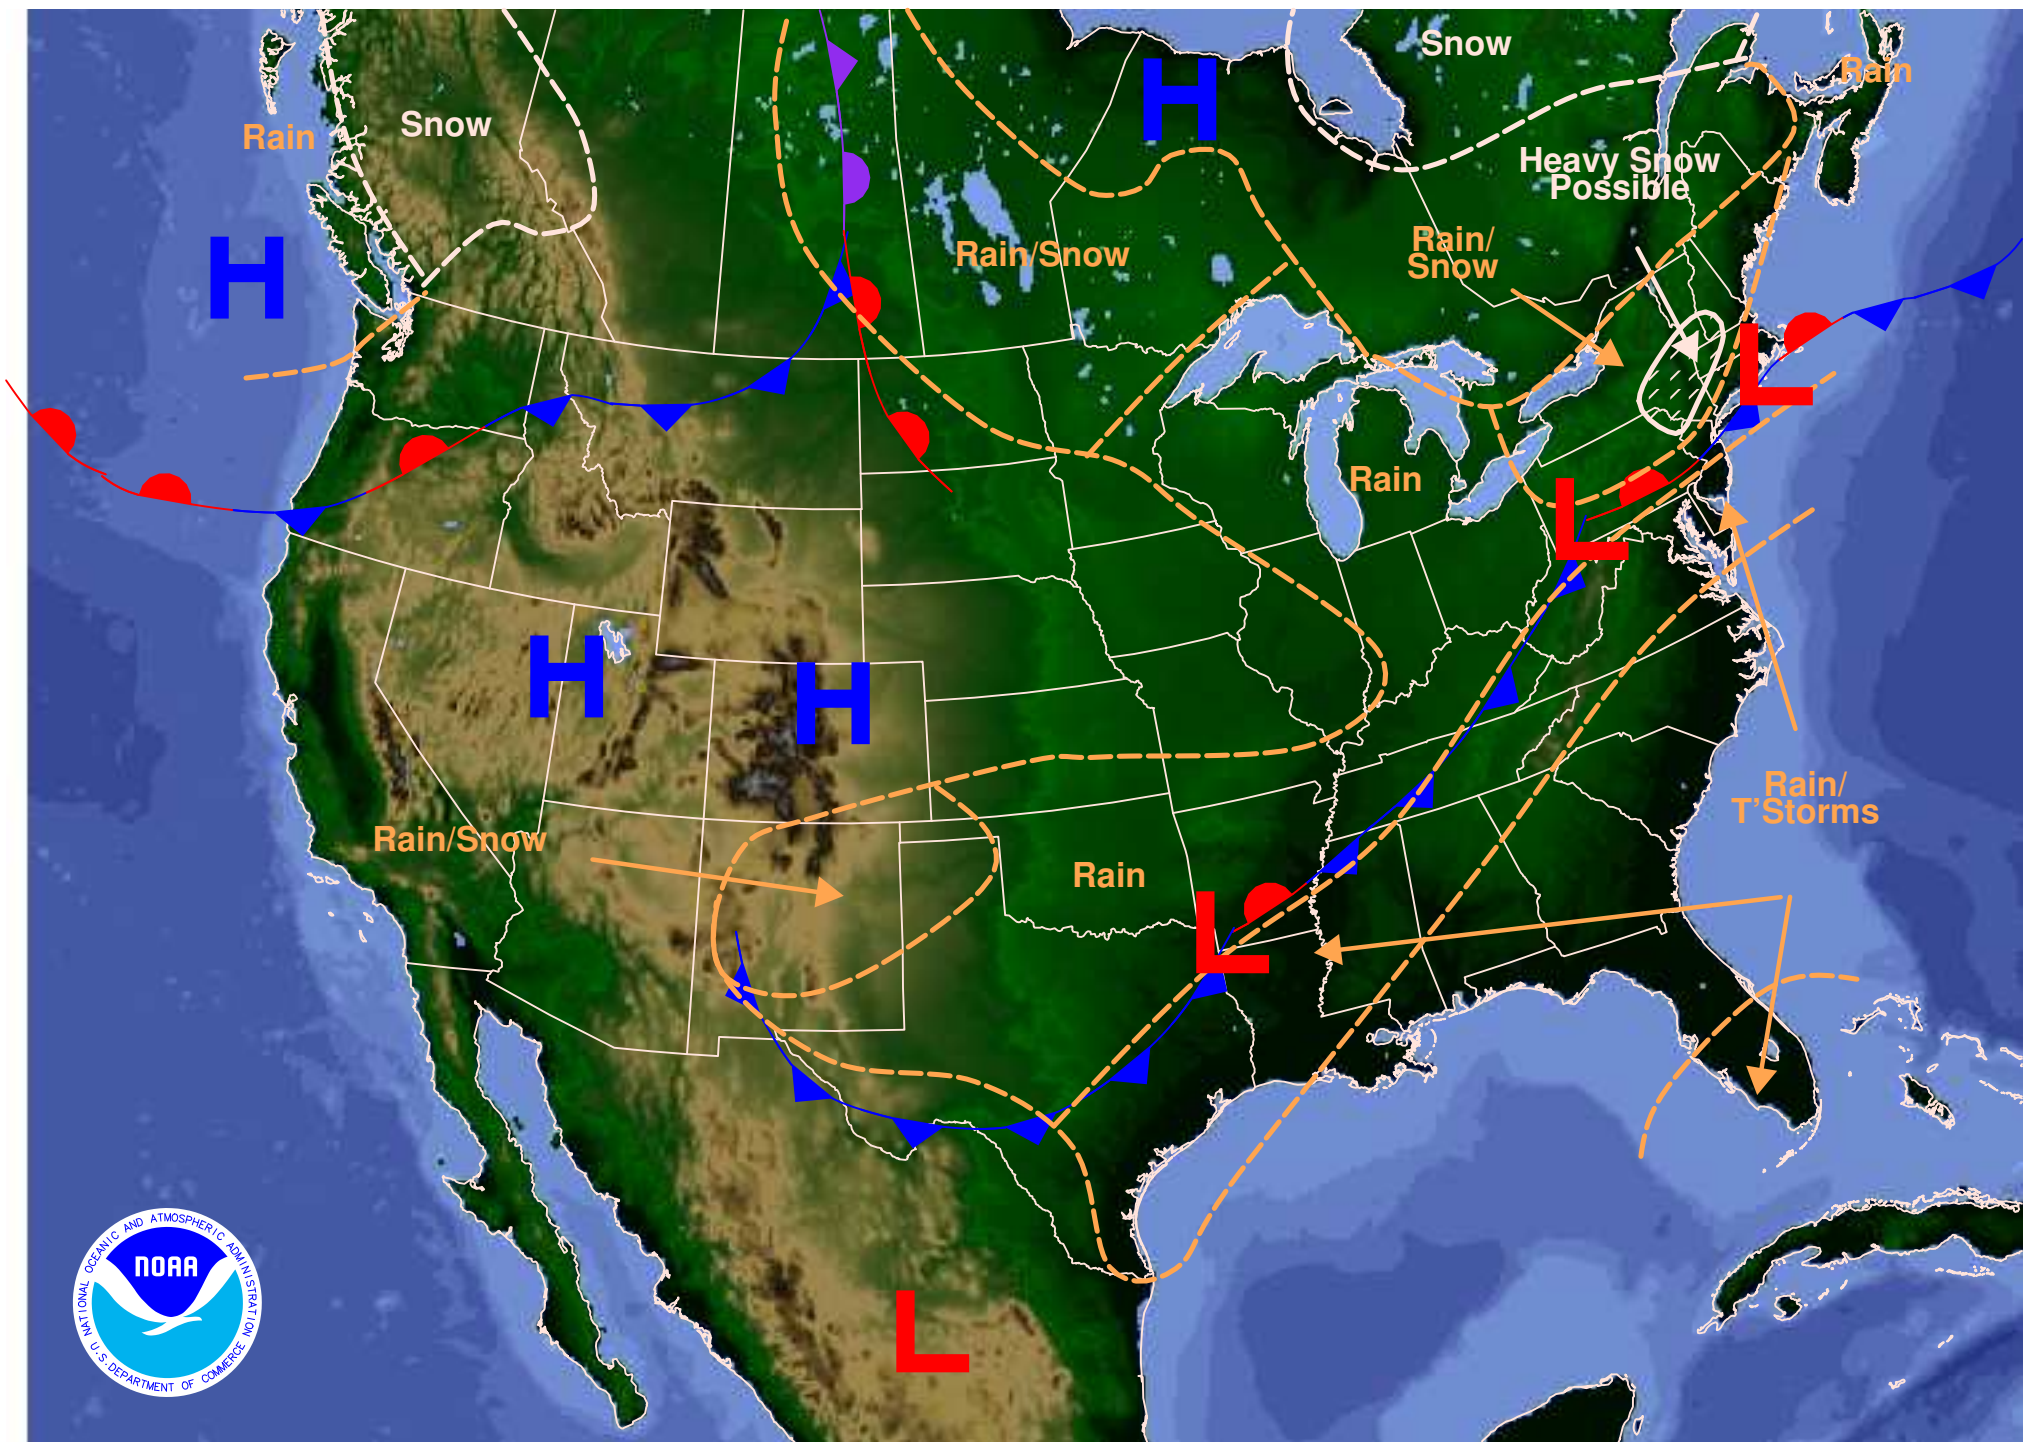 Snow
Rain
Snow
Rain
H
Heavy Snow
Possible
H
Rain/Snow
Rain/
Snow
L
Rain
L
H
H
Rain/
T'Storms
Rain/Snow
Rain
L
L
NATIONAL OCEANIC AND ATMOSPHERIC ADMINISTRATION
NOAA
U.S. DEPARTMENT OF COMMERCE